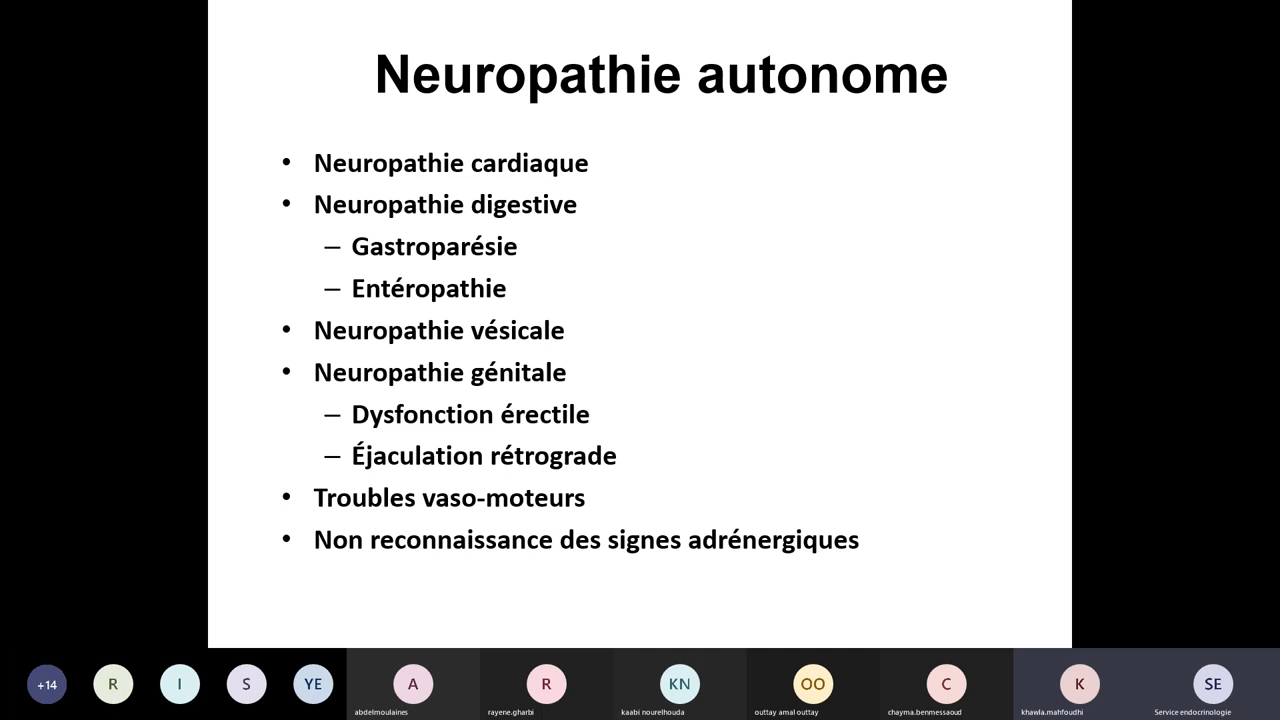 Neuropathie autonome
• Neuropathie cardiaque
• Neuropathie digestive
– Gastroparésie
– Entéropathie
• Neuropathie vésicale
• Neuropathie génitale
– Dysfonction érectile
– Éjaculation rétrograde
• Troubles vaso-moteurs
• Non reconnaissance des signes adrénergiques
+14 R I S YE A R KN OO C K SE
abdelmoulaines rayene.gharbi kaabi nourelhouda outtay amal outtay chayma.benmessaoud khawla.mahfoudhi Service endocrinologie